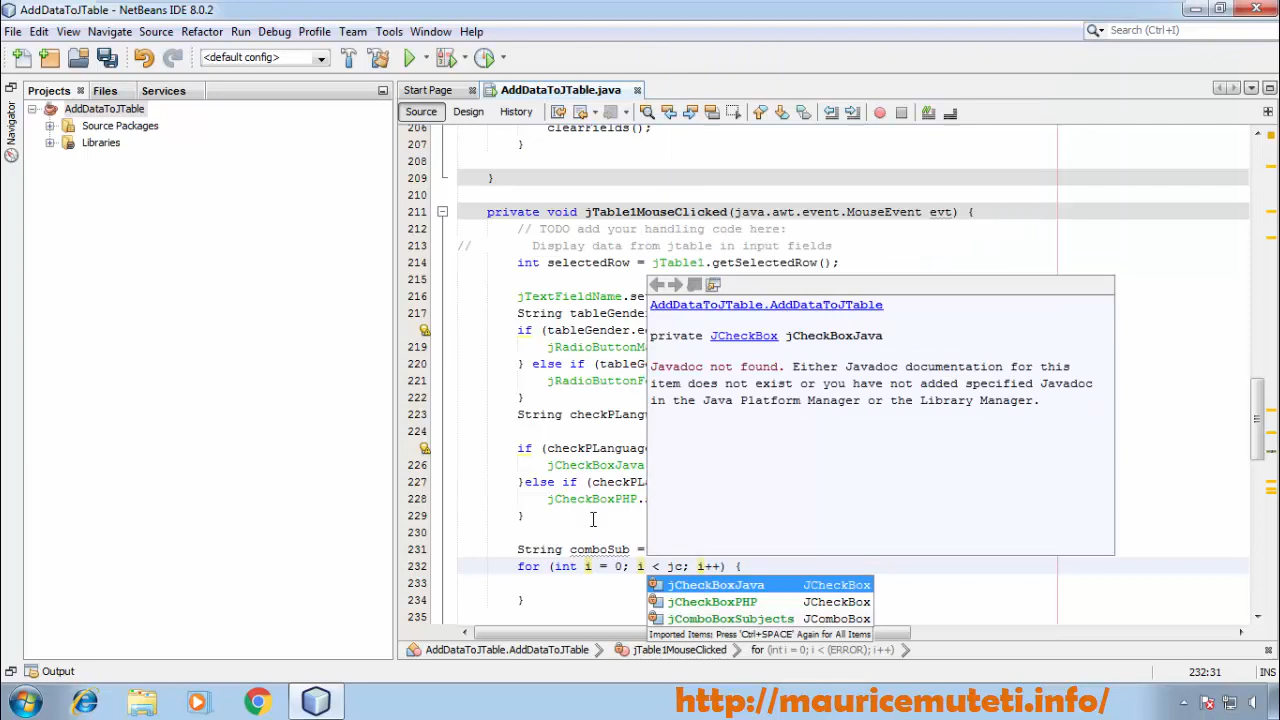 AddDataToJTable - NetBeans IDE 8.0.2
File Edit View Navigate Source Refactor Run Debug Profile Team Tools Window Help
Search (Ctrl+I)
<default config>
Projects Files Services
Start Page AddDataToJTable.java
Navigator
AddDataToJTable
Source Packages
Libraries
Source Design History
206 clearFields();
207 }
208
209 }
210
211 private void jTable1MouseClicked(java.awt.event.MouseEvent evt) {
212 // TODO add your handling code here:
213 // Display data from jtable in input fields
214 int selectedRow = jTable1.getSelectedRow();
216 jTextFieldName.se
217 String tableGender
if (tableGender.e
219 jRadioButtonM
220 } else if (tableG
221 jRadioButtonF
222 }
223 String checkPLang
224
if (checkPLanguage
226 jCheckBoxJava
227 }else if (checkPL
228 jCheckBoxPHP.
229 }
230
231 String comboSub =
232 for (int i = 0; i < jc; i++) {
233
234 }
235
AddDataToJTable.AddDataToJTable
private JCheckBox jCheckBoxJava
Javadoc not found. Either Javadoc documentation for this
item does not exist or you have not added specified Javadoc
in the Java Platform Manager or the Library Manager.
jCheckBoxJava JCheckBox
jCheckBoxPHP JCheckBox
jComboBoxSubjects JComboBox
Imported Items; Press 'Ctrl+SPACE' Again for All Items
AddDataToJTable.AddDataToJTable jTable1MouseClicked for (int i = 0; i < (ERROR); i++)
Output
232:31 INS
http://mauricemuteti.info/